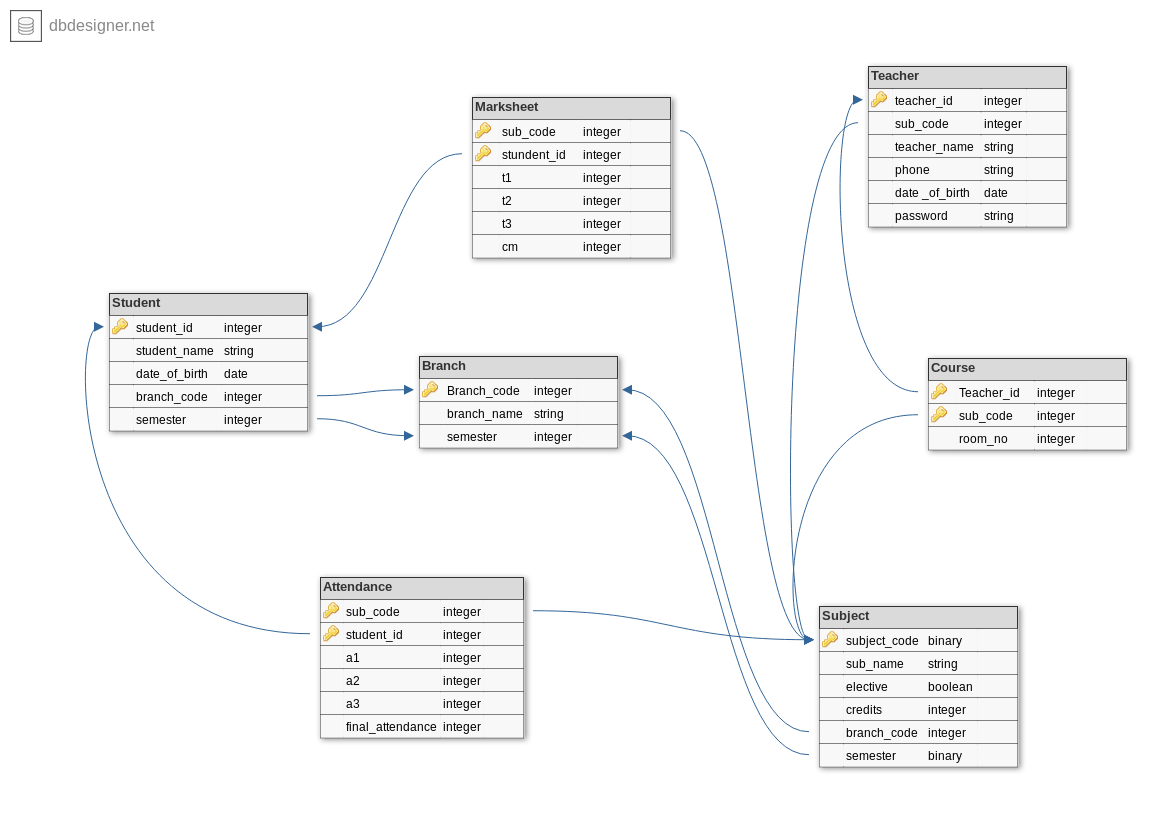 dbdesigner.net
Teacher
teacher_id integer
sub_code integer
teacher_name string
phone string
date _of_birth date
password string
Marksheet
sub_code integer
stundent_id integer
t1 integer
t2 integer
t3 integer
cm integer
Student
student_id integer
student_name string
date_of_birth date
branch_code integer
semester integer
Branch
Branch_code integer
branch_name string
semester integer
Course
Teacher_id integer
sub_code integer
room_no integer
Attendance
sub_code integer
student_id integer
a1 integer
a2 integer
a3 integer
final_attendance integer
Subject
subject_code binary
sub_name string
elective boolean
credits integer
branch_code integer
semester binary